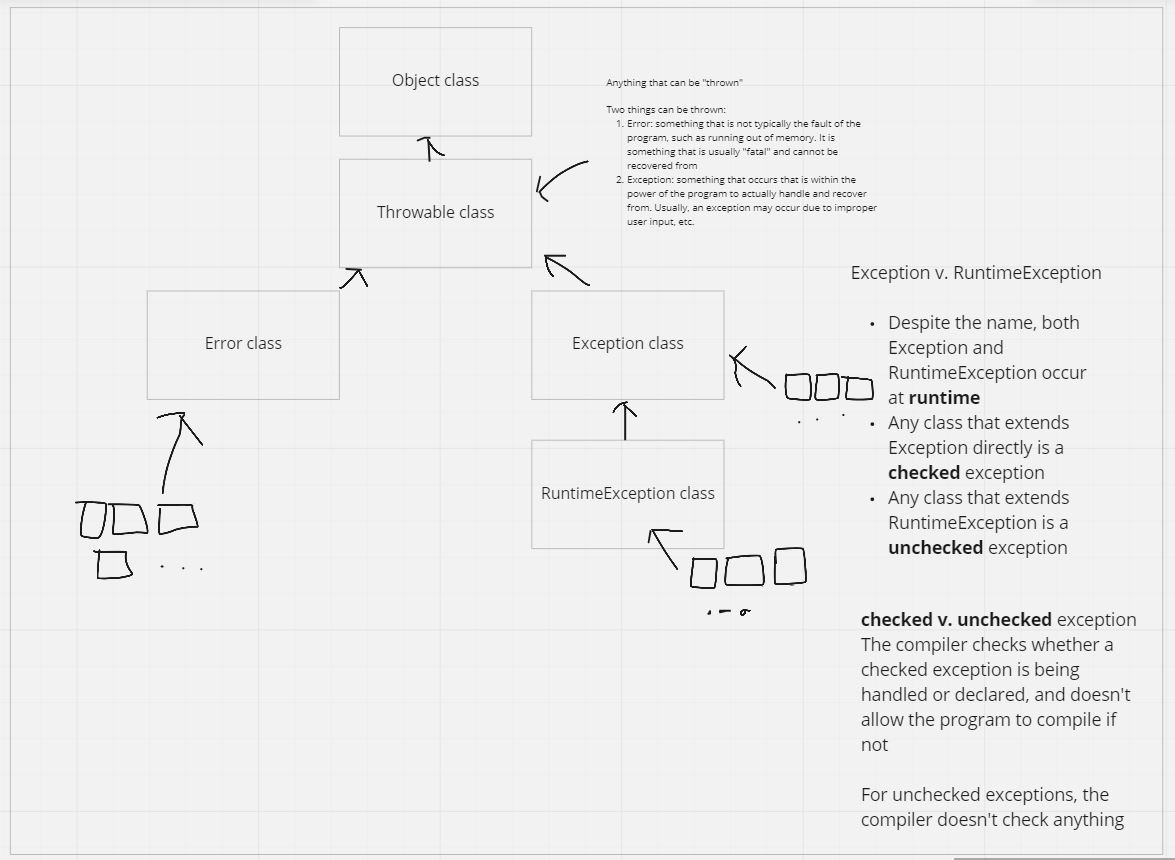 Object class
Anything that can be "thrown"
Two things can be thrown:
1. Error: something that is not typically the fault of the
program, such as running out of memory. It is
something that is usually "fatal" and cannot be
recovered from
2. Exception: something that occurs that is within the
power of the program to actually handle and recover
from. Usually, an exception may occur due to improper
user input, etc.
Throwable class
Error class
Exception class
RuntimeException class
Exception v. RuntimeException
• Despite the name, both
Exception and
RuntimeException occur
at runtime
• Any class that extends
Exception directly is a
checked exception
• Any class that extends
RuntimeException is a
unchecked exception
checked v. unchecked exception
The compiler checks whether a
checked exception is being
handled or declared, and doesn't
allow the program to compile if
not
For unchecked exceptions, the
compiler doesn't check anything